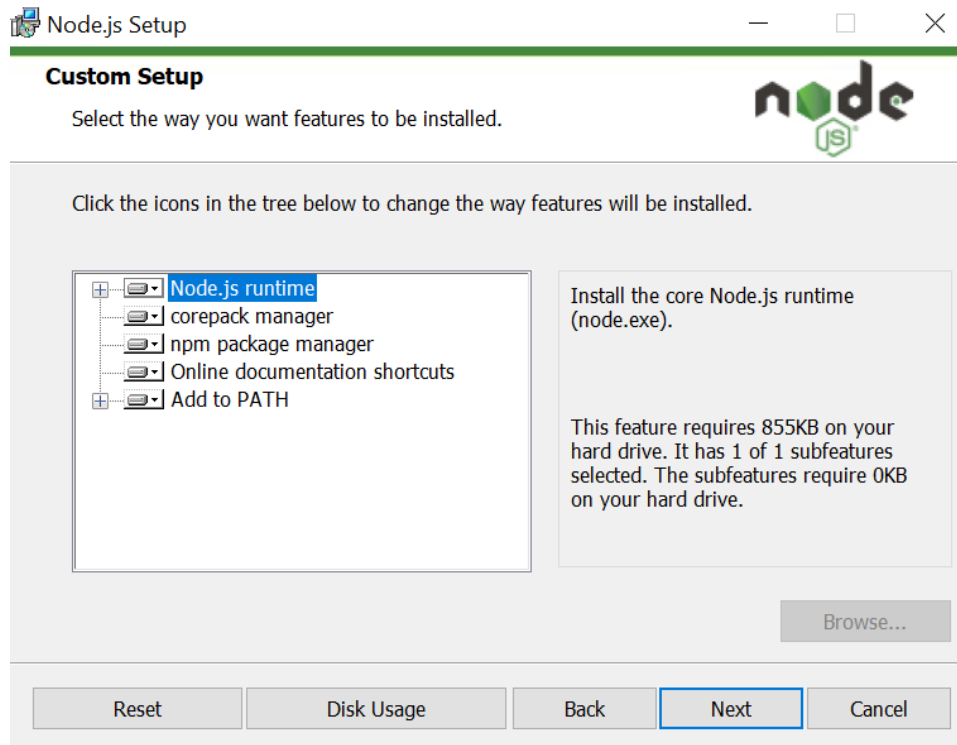 Node.js Setup
Custom Setup
Select the way you want features to be installed.
node
JS
Click the icons in the tree below to change the way features will be installed.
Node.js runtime
corepack manager
npm package manager
Online documentation shortcuts
Add to PATH
Install the core Node.js runtime
(node.exe).
This feature requires 855KB on your
hard drive. It has 1 of 1 subfeatures
selected. The subfeatures require 0KB
on your hard drive.
Browse...
Reset Disk Usage Back Next Cancel